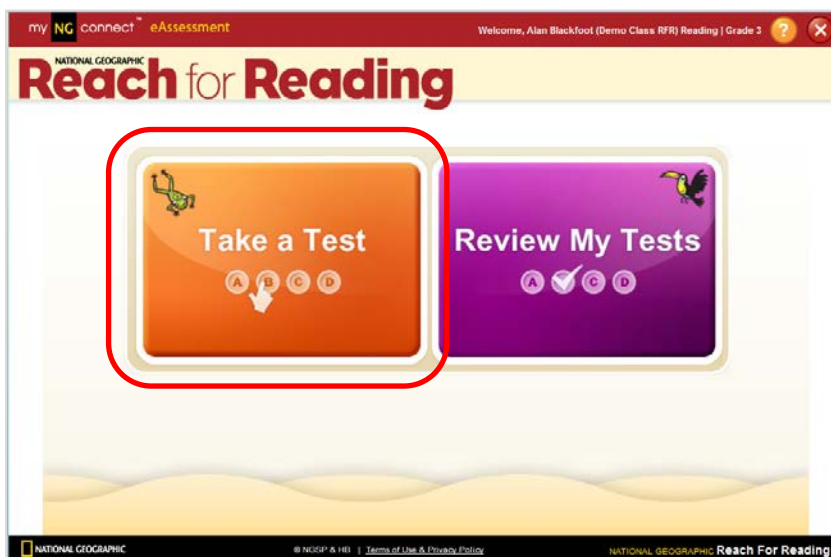 my NG connect™ eAssessment
Welcome, Alan Blackfoot (Demo Class RFR) Reading | Grade 3 ?
NATIONAL GEOGRAPHIC
Reach for Reading
Take a Test
A B C D
Review My Tests
A C D
NATIONAL GEOGRAPHIC
© NGSP & HB | Terms of Use & Privacy Policy
NATIONAL GEOGRAPHIC Reach For Reading